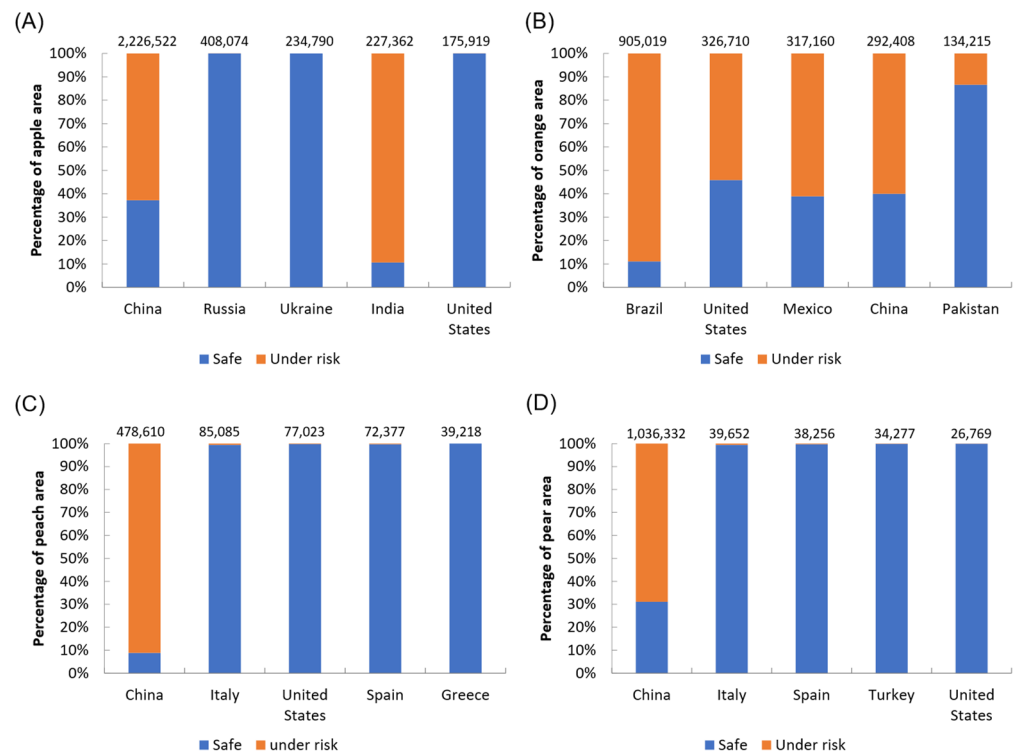 (A)
2,226,522 408,074 234,790 227,362 175,919
100%
90%
80%
70%
60%
50%
40%
30%
20%
10%
0%
Percentage of apple area
China Russia Ukraine India United States
Safe Under risk
(B)
905,019 326,710 317,160 292,408 134,215
100%
90%
80%
70%
60%
50%
40%
30%
20%
10%
0%
Percentage of orange area
Brazil United States Mexico China Pakistan
Safe Under risk
(C)
478,610 85,085 77,023 72,377 39,218
100%
90%
80%
70%
60%
50%
40%
30%
20%
10%
0%
Percentage of peach area
China Italy United States Spain Greece
Safe under risk
(D)
1,036,332 39,652 38,256 34,277 26,769
100%
90%
80%
70%
60%
50%
40%
30%
20%
10%
0%
Percentage of pear area
China Italy Spain Turkey United States
Safe Under risk